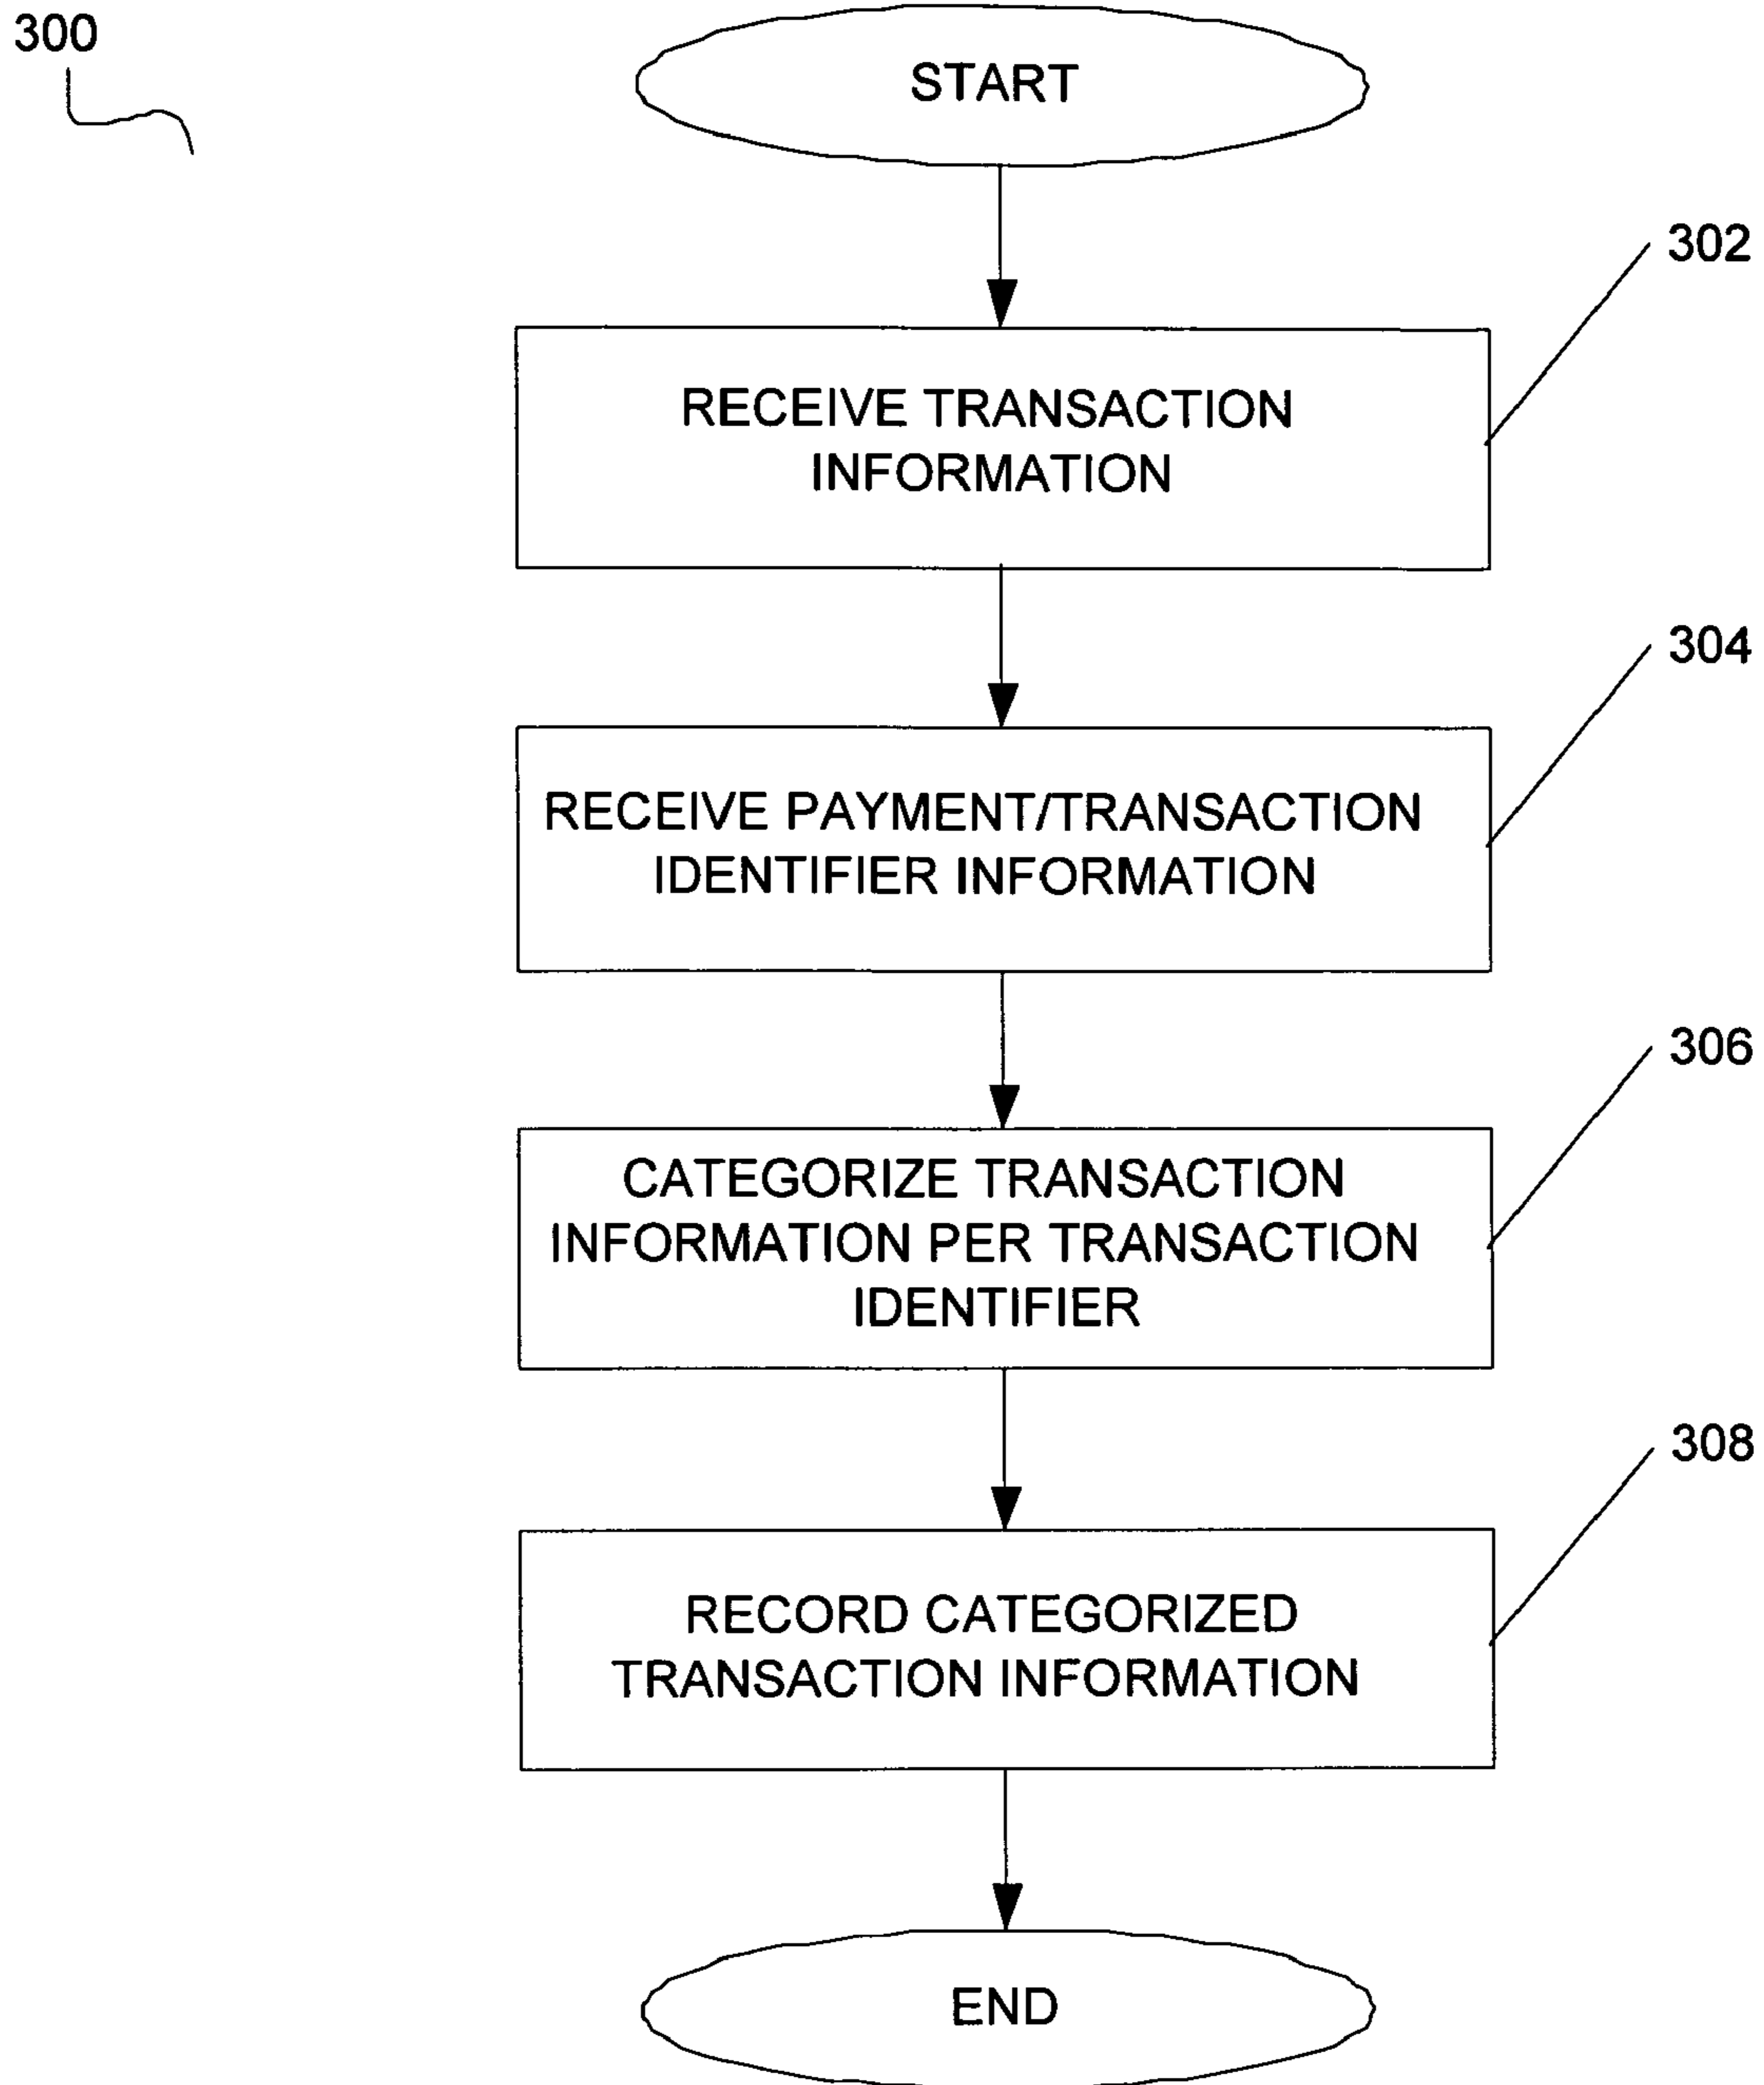 300
START
302
RECEIVE TRANSACTION
INFORMATION
304
RECEIVE PAYMENT/TRANSACTION
IDENTIFIER INFORMATION
306
CATEGORIZE TRANSACTION
INFORMATION PER TRANSACTION
IDENTIFIER
308
RECORD CATEGORIZED
TRANSACTION INFORMATION
END